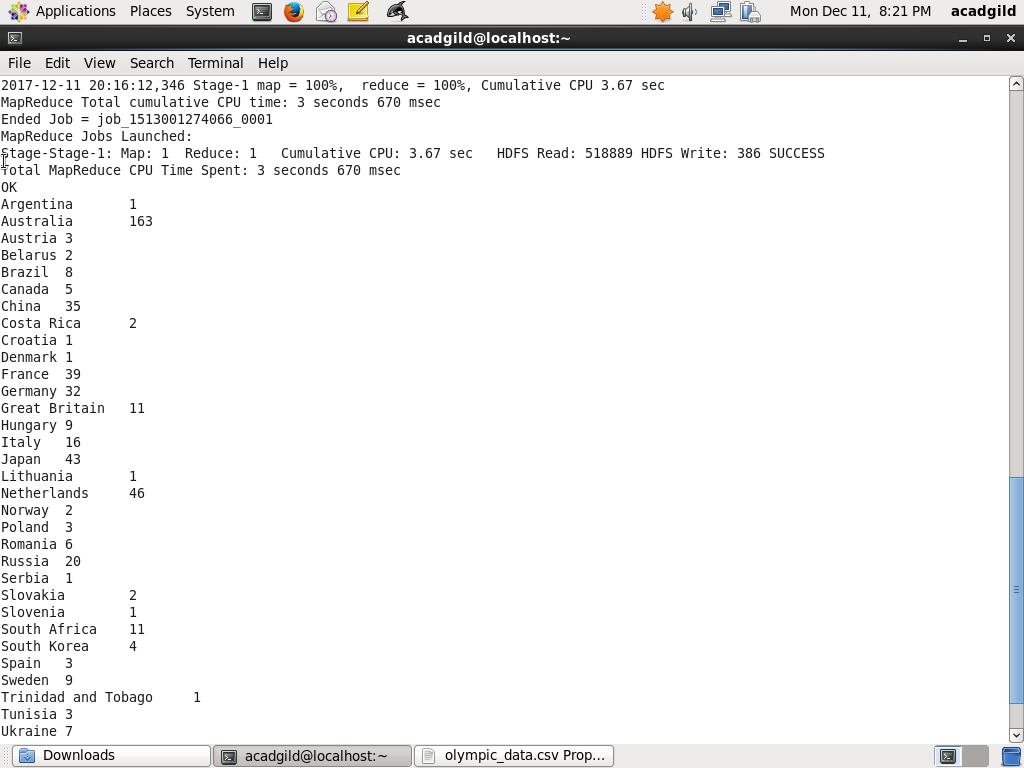 Applications Places System Mon Dec 11, 8:21 PM acadgild
acadgild@localhost:~
File Edit View Search Terminal Help
2017-12-11 20:16:12,346 Stage-1 map = 100%,  reduce = 100%, Cumulative CPU 3.67 sec
MapReduce Total cumulative CPU time: 3 seconds 670 msec
Ended Job = job_1513001274066_0001
MapReduce Jobs Launched:
Stage-Stage-1: Map: 1  Reduce: 1   Cumulative CPU: 3.67 sec   HDFS Read: 518889 HDFS Write: 386 SUCCESS
Total MapReduce CPU Time Spent: 3 seconds 670 msec
OK
Argentina	1
Australia	163
Austria	3
Belarus	2
Brazil	8
Canada	5
China	35
Costa Rica	2
Croatia	1
Denmark	1
France	39
Germany	32
Great Britain	11
Hungary	9
Italy	16
Japan	43
Lithuania	1
Netherlands	46
Norway	2
Poland	3
Romania	6
Russia	20
Serbia	1
Slovakia	2
Slovenia	1
South Africa	11
South Korea	4
Spain	3
Sweden	9
Trinidad and Tobago	1
Tunisia	3
Ukraine	7
Downloads acadgild@localhost:~ olympic_data.csv Prop...